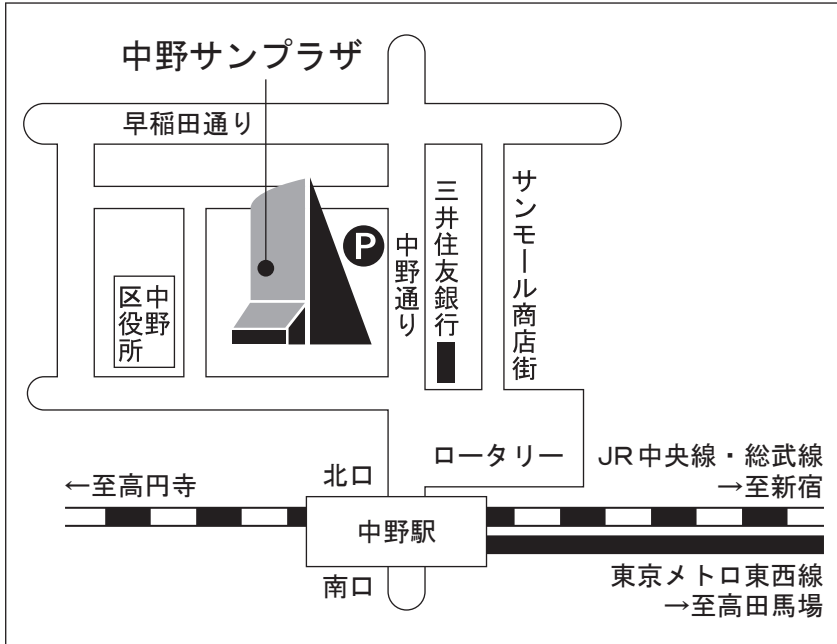 中野サンプラザ
早稲田通り
P
中野通り
三井住友銀行
サンモール商店街
中野
区役所
ロータリー
JR中央線・総武線
→至新宿
北口
←至高円寺
中野駅
南口
東京メトロ東西線
→至高田馬場